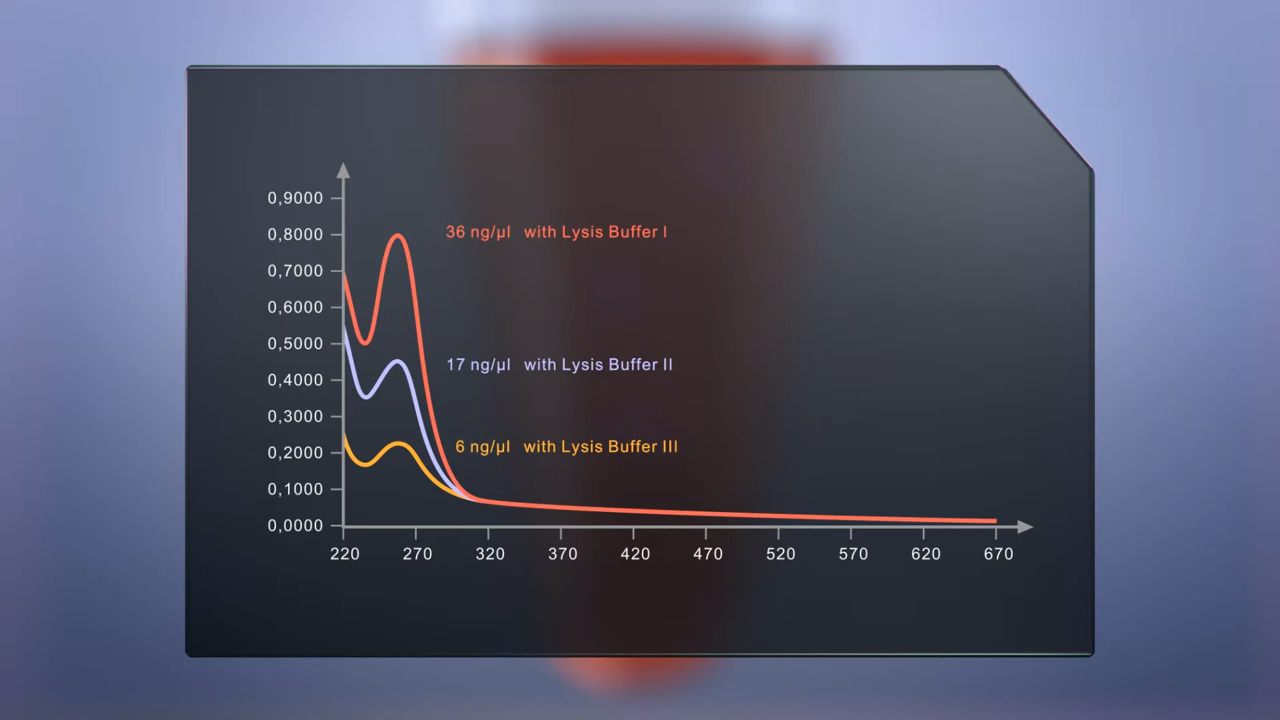 0,9000
0,8000
36 ng/µl with Lysis Buffer I
0,7000
0,6000
0,5000
17 ng/µl with Lysis Buffer II
0,4000
0,3000
6 ng/µl with Lysis Buffer III
0,2000
0,1000
0,0000
220 270 320 370 420 470 520 570 620 670